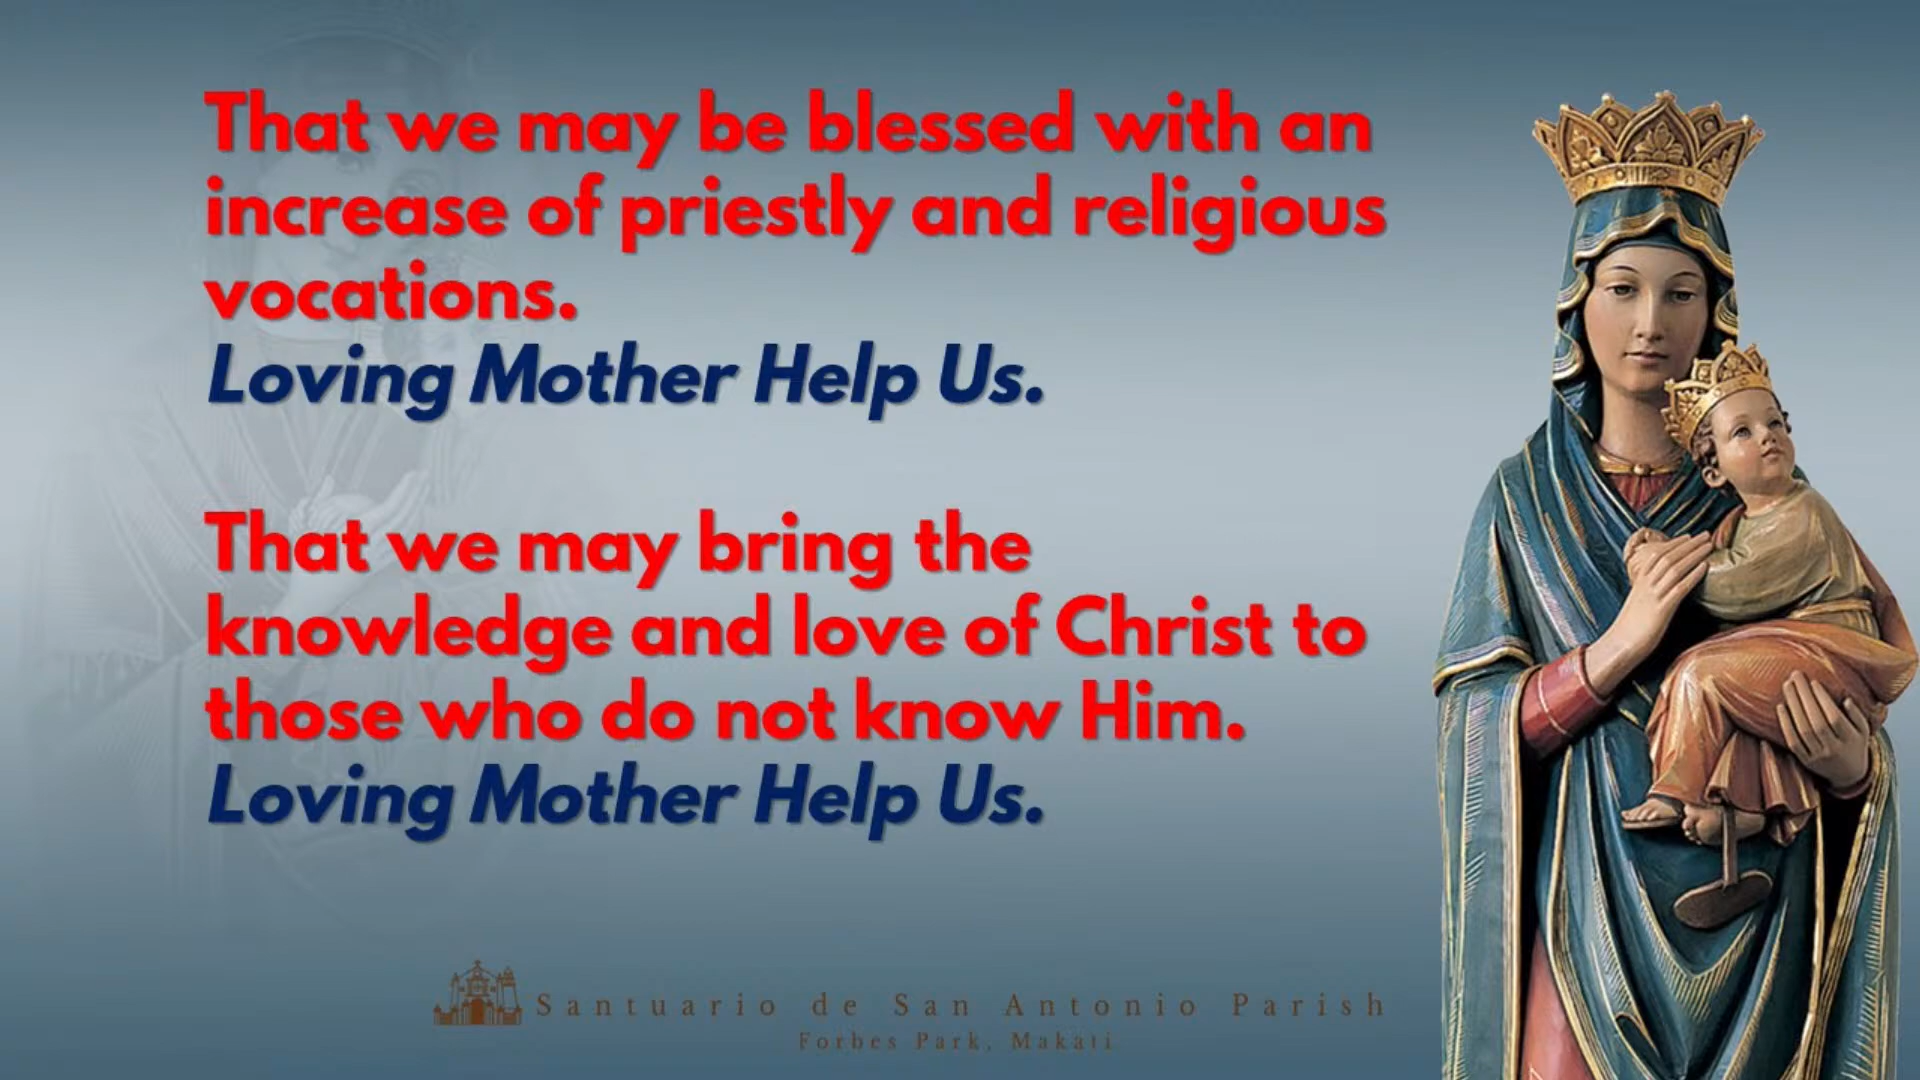 That we may be blessed with an
increase of priestly and religious
vocations.
Loving Mother Help Us.
That we may bring the
knowledge and love of Christ to
those who do not know Him.
Loving Mother Help Us.
Santuario de San Antonio Parish
Forbes Park, Makati